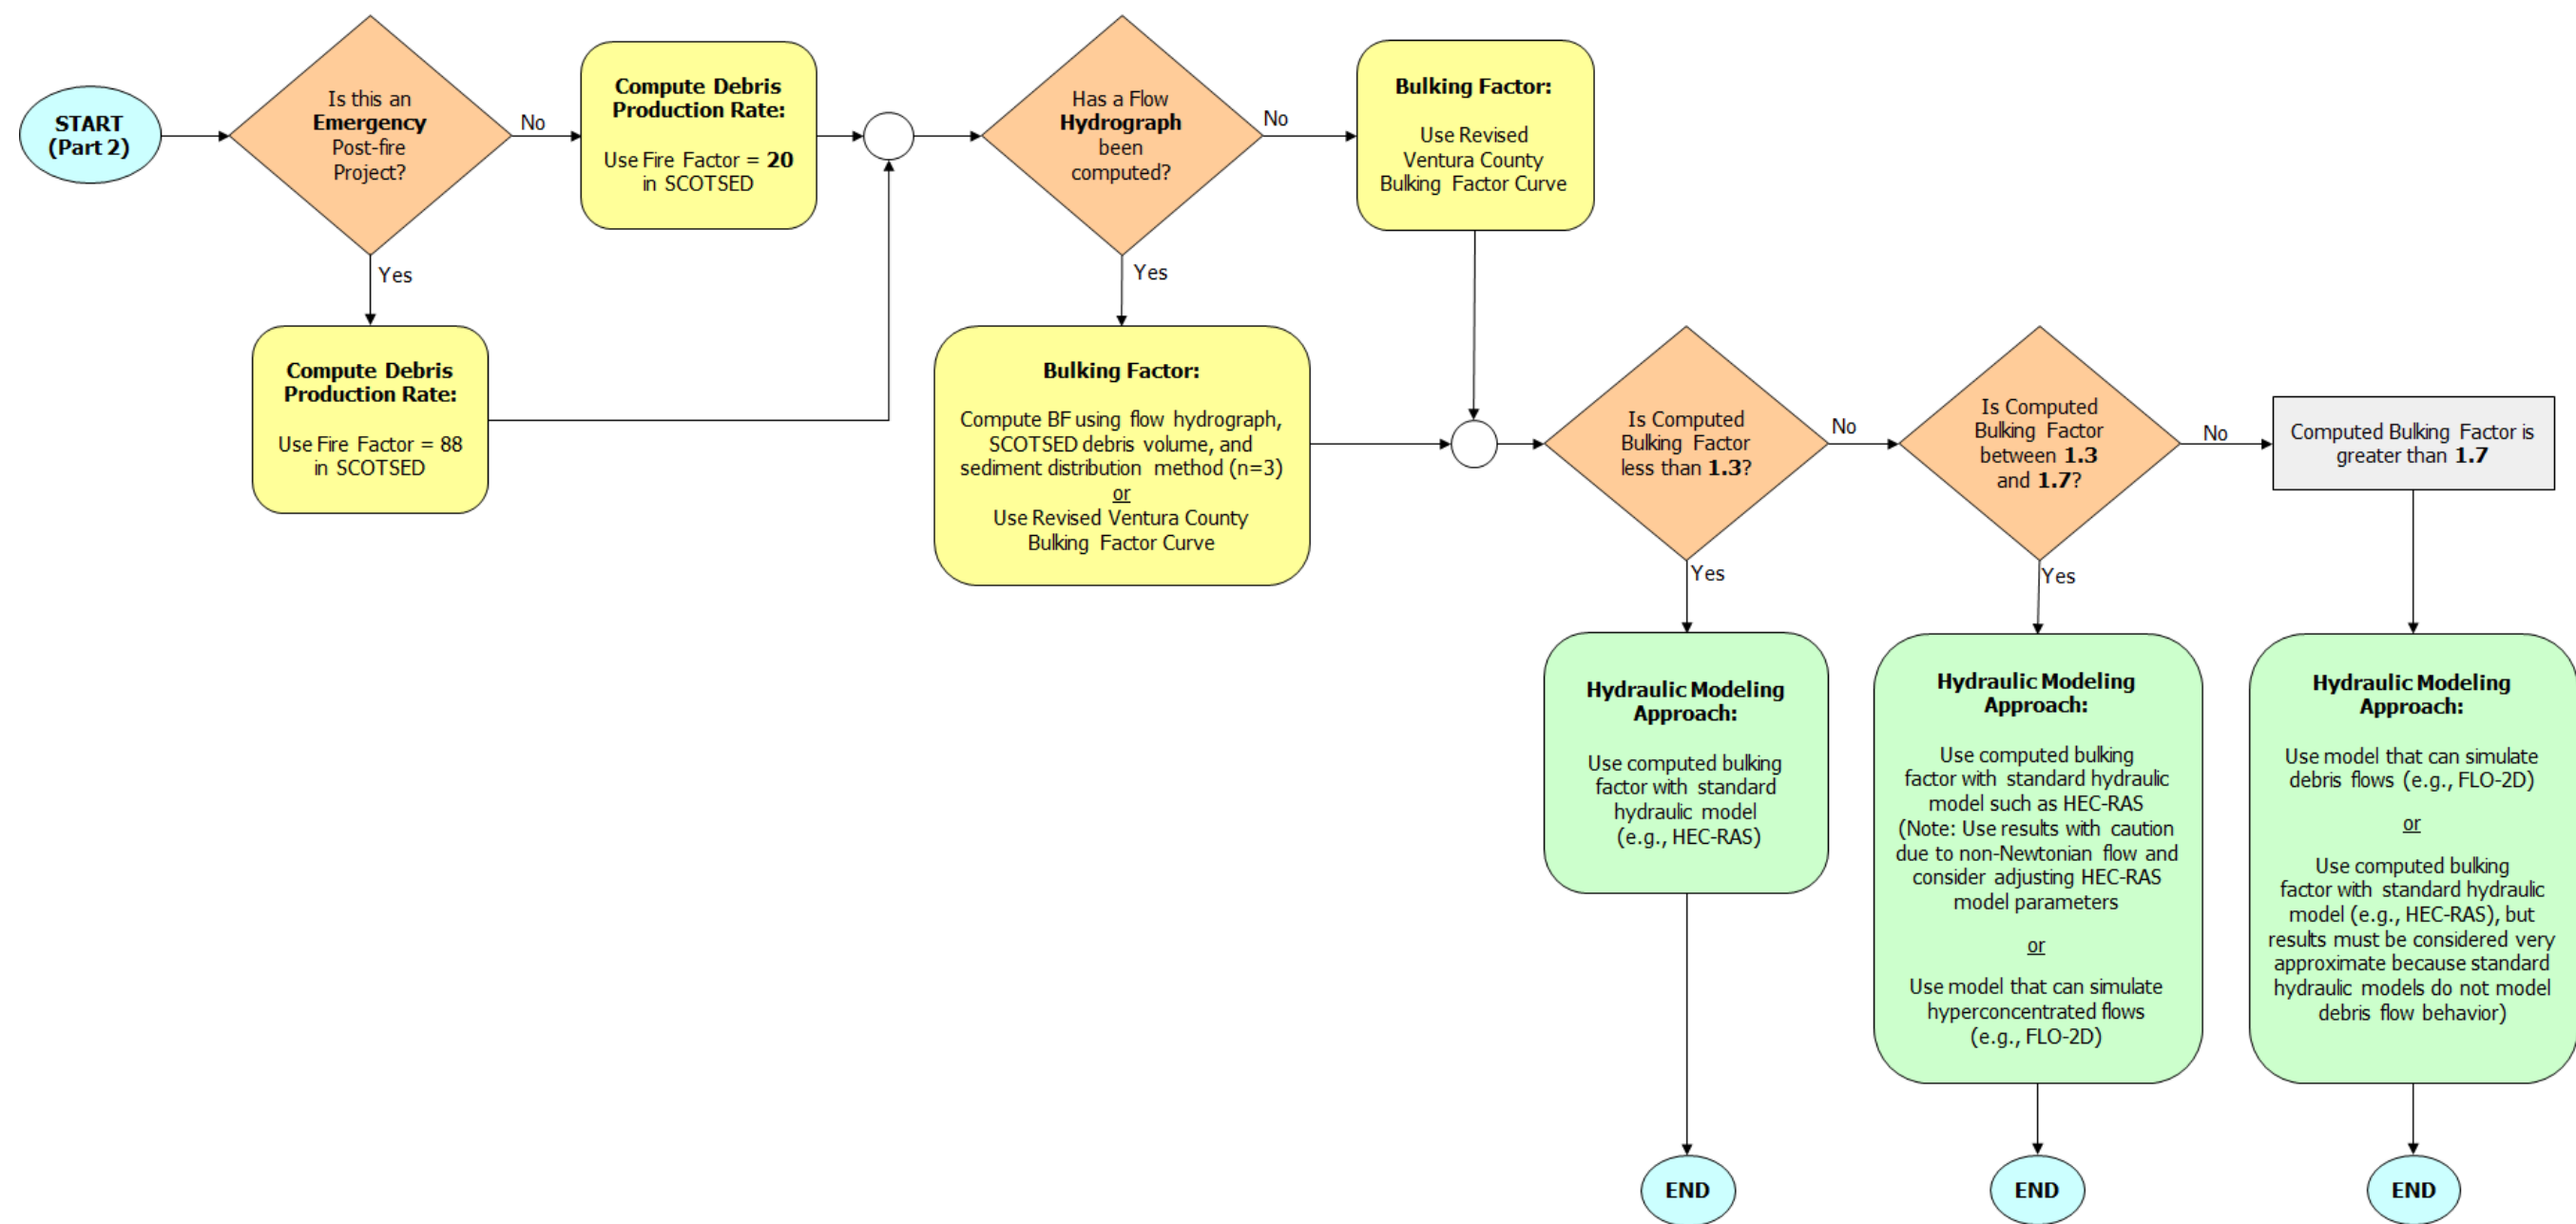 START
(Part 2)
Is this an
Emergency
Post-fire
Project?
No
Yes
Compute Debris
Production Rate:
Use Fire Factor = 20
in SCOTSED
Compute Debris
Production Rate:
Use Fire Factor = 88
in SCOTSED
Has a Flow
Hydrograph
been
computed?
No
Yes
Bulking Factor:
Use Revised
Ventura County
Bulking Factor Curve
Bulking Factor:
Compute BF using flow hydrograph,
SCOTSED debris volume, and
sediment distribution method (n=3)
or
Use Revised Ventura County
Bulking Factor Curve
Is Computed
Bulking Factor
less than 1.3?
No
Yes
Is Computed
Bulking Factor
between 1.3
and 1.7?
No
Yes
Computed Bulking Factor is
greater than 1.7
Hydraulic Modeling
Approach:
Use computed bulking
factor with standard
hydraulic model
(e.g., HEC-RAS)
Hydraulic Modeling
Approach:
Use computed bulking
factor with standard hydraulic
model such as HEC-RAS
(Note: Use results with caution
due to non-Newtonian flow and
consider adjusting HEC-RAS
model parameters
or
Use model that can simulate
hyperconcentrated flows
(e.g., FLO-2D)
Hydraulic Modeling
Approach:
Use model that can simulate
debris flows (e.g., FLO-2D)
or
Use computed bulking
factor with standard hydraulic
model (e.g., HEC-RAS), but
results must be considered very
approximate because standard
hydraulic models do not model
debris flow behavior)
END
END
END